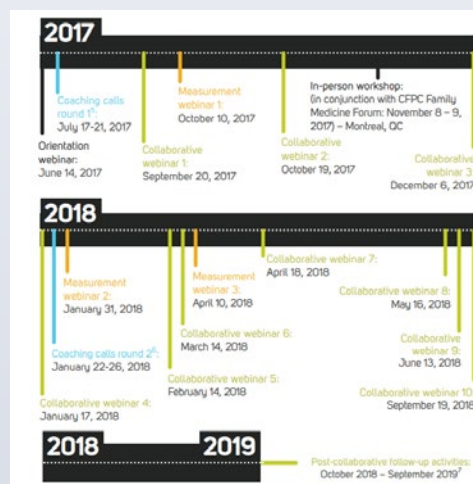 2017
Coaching calls
round 1⁵:
July 17-21, 2017
Orientation
webinar:
June 14, 2017
Collaborative
webinar 1:
September 20, 2017
Measurement
webinar 1:
October 10, 2017
Collaborative
webinar 2:
October 19, 2017
In-person workshop:
(in conjunction with CFPC Family
Medicine Forum: November 8 – 9,
2017) – Montreal, QC
Collaborative
webinar 3:
December 6, 2017
2018
Measurement
webinar 2:
January 31, 2018
Coaching calls round 2⁶:
January 22-26, 2018
Collaborative webinar 4:
January 17, 2018
Measurement
webinar 3:
April 10, 2018
Collaborative webinar 6:
March 14, 2018
Collaborative webinar 5:
February 14, 2018
Collaborative webinar 7:
April 18, 2018
Collaborative webinar 8:
May 16, 2018
Collaborative
webinar 9:
June 13, 2018
Collaborative webinar 10:
September 19, 2018
2018 2019
Post-collaborative follow-up activities:
October 2018 – September 2019⁷